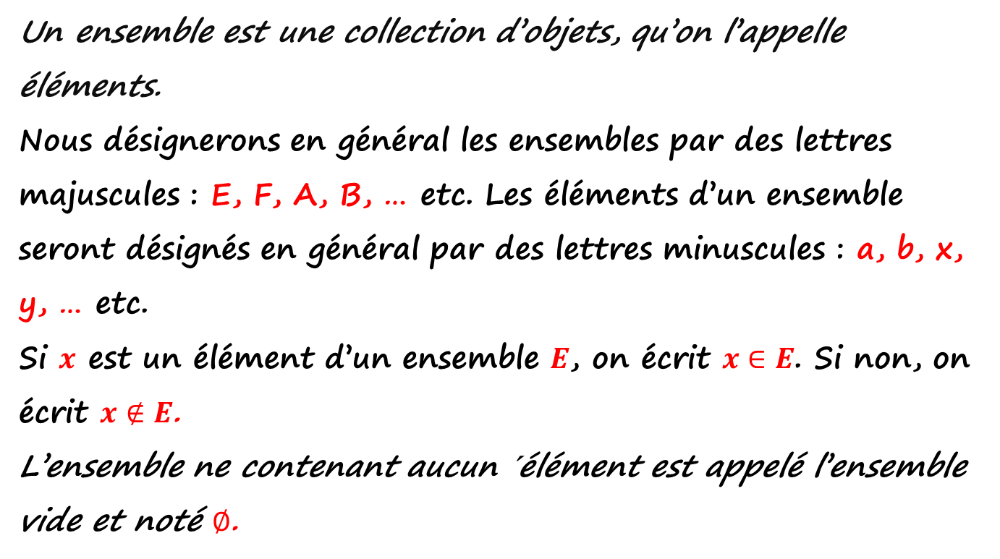 Un ensemble est une collection d’objets, qu’on l’appelle
éléments.
Nous désignerons en général les ensembles par des lettres
majuscules : E, F, A, B, … etc. Les éléments d’un ensemble
seront désignés en général par des lettres minuscules : a, b, x,
y, … etc.
Si x est un élément d’un ensemble E, on écrit x ∈ E. Si non, on
écrit x ∉ E.
L’ensemble ne contenant aucun ´élément est appelé l’ensemble
vide et noté ∅.